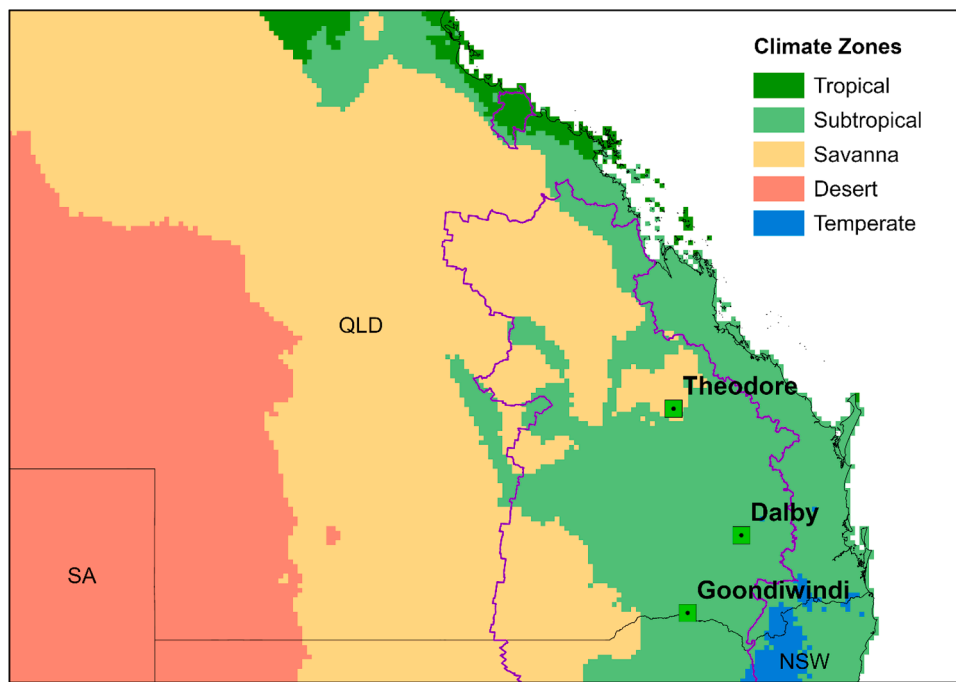 Climate Zones
Tropical
Subtropical
Savanna
Desert
Temperate
QLD
Theodore
Dalby
SA
Goondiwindi
NSW